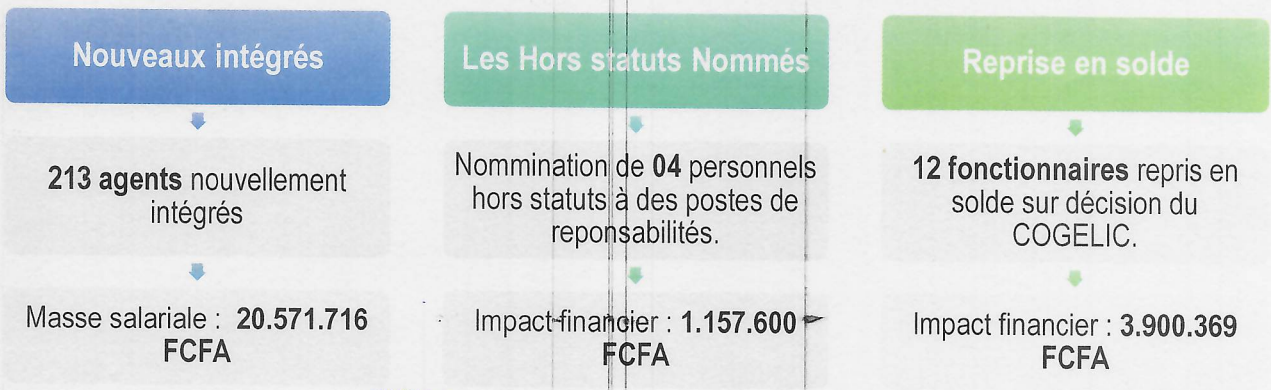 Nouveaux intégrés
213 agents nouvellement
intégrés
Masse salariale : 20.571.716
FCFA
Les Hors statuts Nommés
Nommination de 04 personnels
hors statuts à des postes de
reponsabilités.
Impact financier : 1.157.600
FCFA
Reprise en solde
12 fonctionnaires repris en
solde sur décision du
COGELIC.
Impact financier : 3.900.369
FCFA